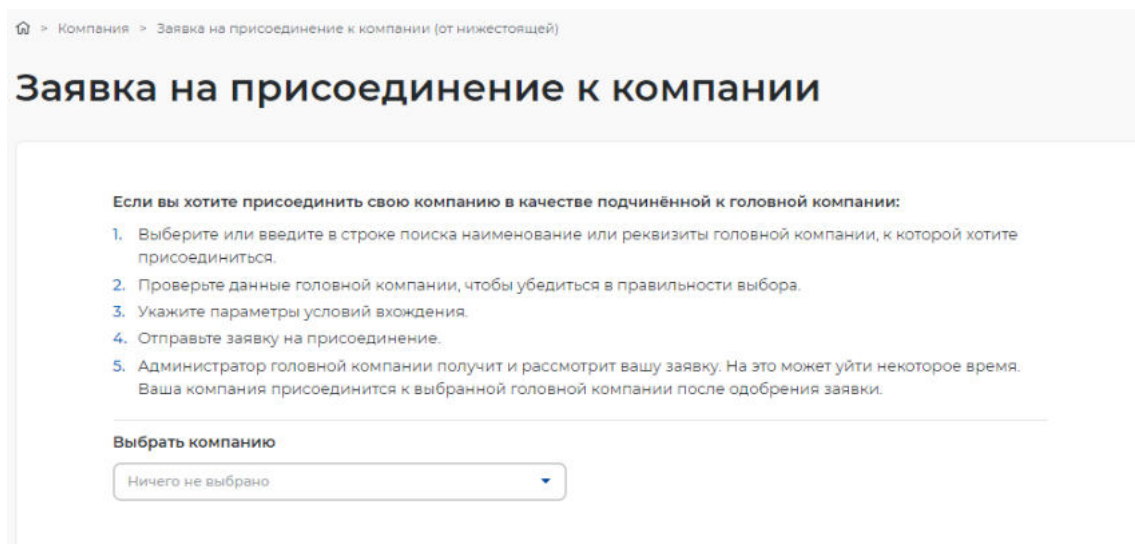 > Компания > Заявка на присоединение к компании (от нижестоящей)
Заявка на присоединение к компании
Если вы хотите присоединить свою компанию в качестве подчинённой к головной компании:
1. Выберите или введите в строке поиска наименование или реквизиты головной компании, к которой хотите
присоединиться.
2. Проверьте данные головной компании, чтобы убедиться в правильности выбора.
3. Укажите параметры условий вхождения.
4. Отправьте заявку на присоединение.
5. Администратор головной компании получит и рассмотрит вашу заявку. На это может уйти некоторое время.
Ваша компания присоединится к выбранной головной компании после одобрения заявки.
Выбрать компанию
Ничего не выбрано